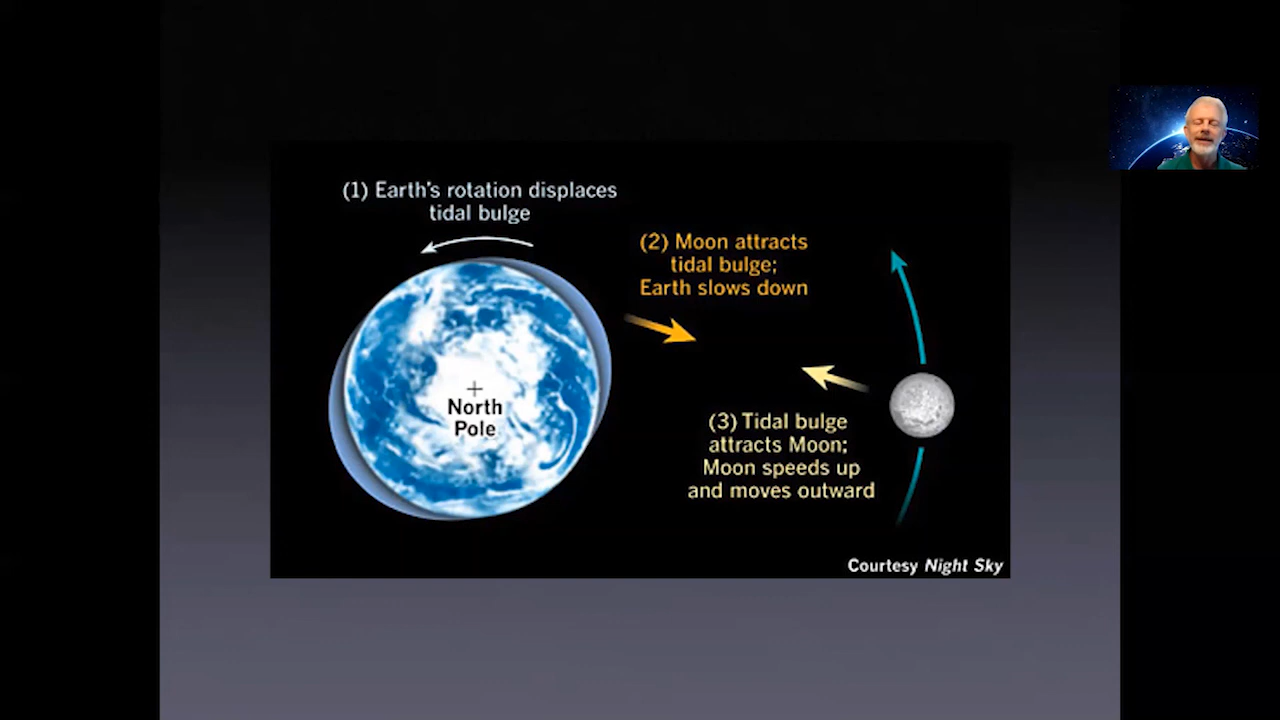 (1) Earth's rotation displaces
tidal bulge
(2) Moon attracts
tidal bulge;
Earth slows down
+
North
Pole
(3) Tidal bulge
attracts Moon;
Moon speeds up
and moves outward
Courtesy Night Sky